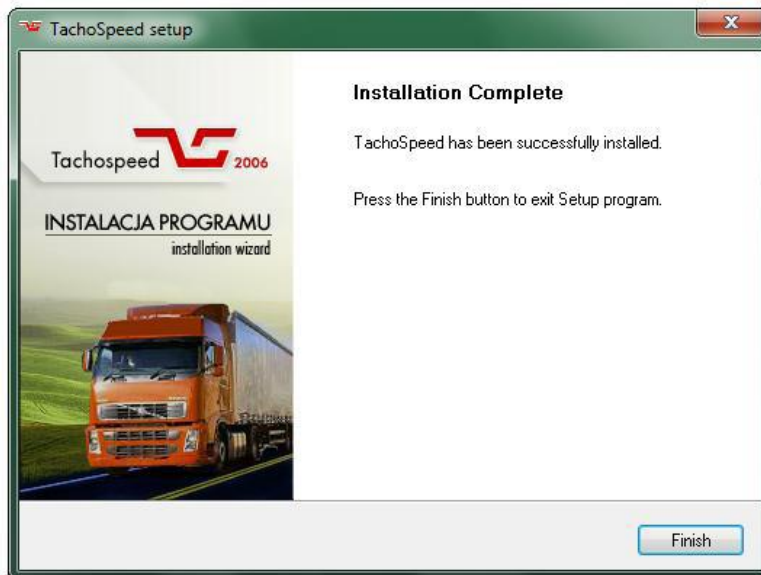 TachoSpeed setup
Tachospeed 2006
INSTALACJA PROGRAMU
installation wizard
Installation Complete
TachoSpeed has been successfully installed.
Press the Finish button to exit Setup program.
Finish